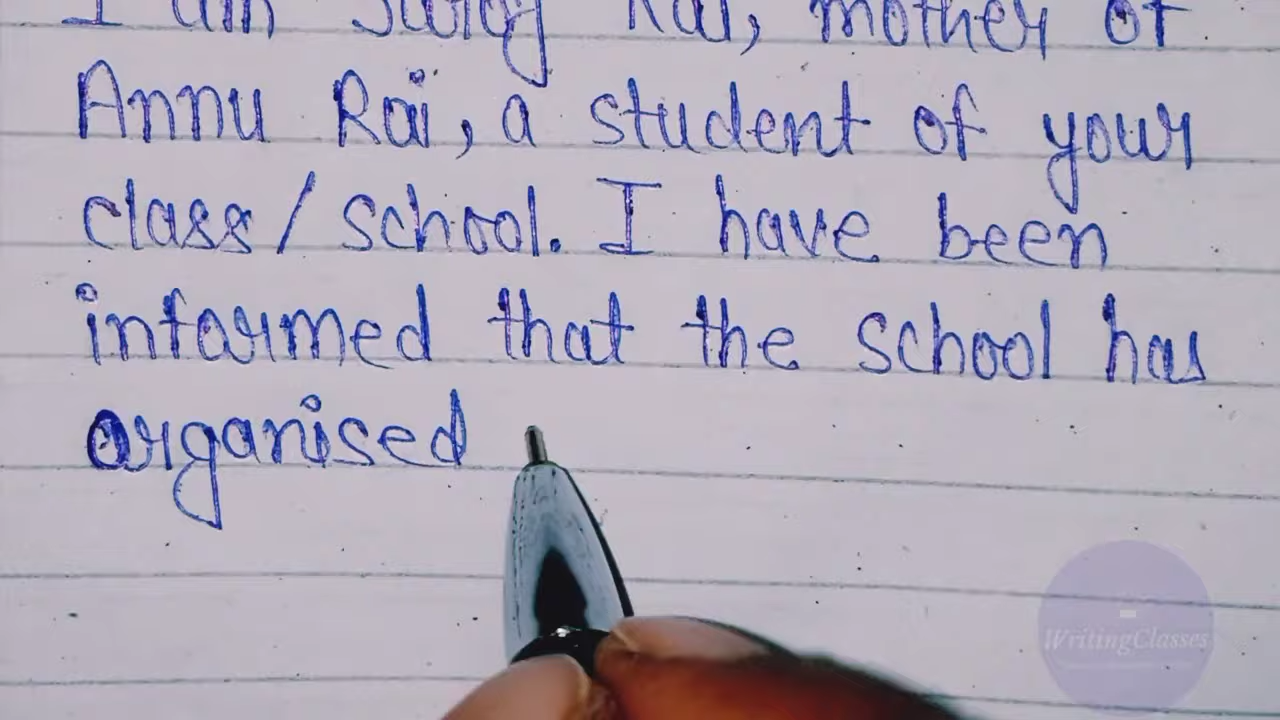 I am Rai, mother of
Annu Rai, a student of your
class/school. I have been
informed that the school has
organised
WritingClasses